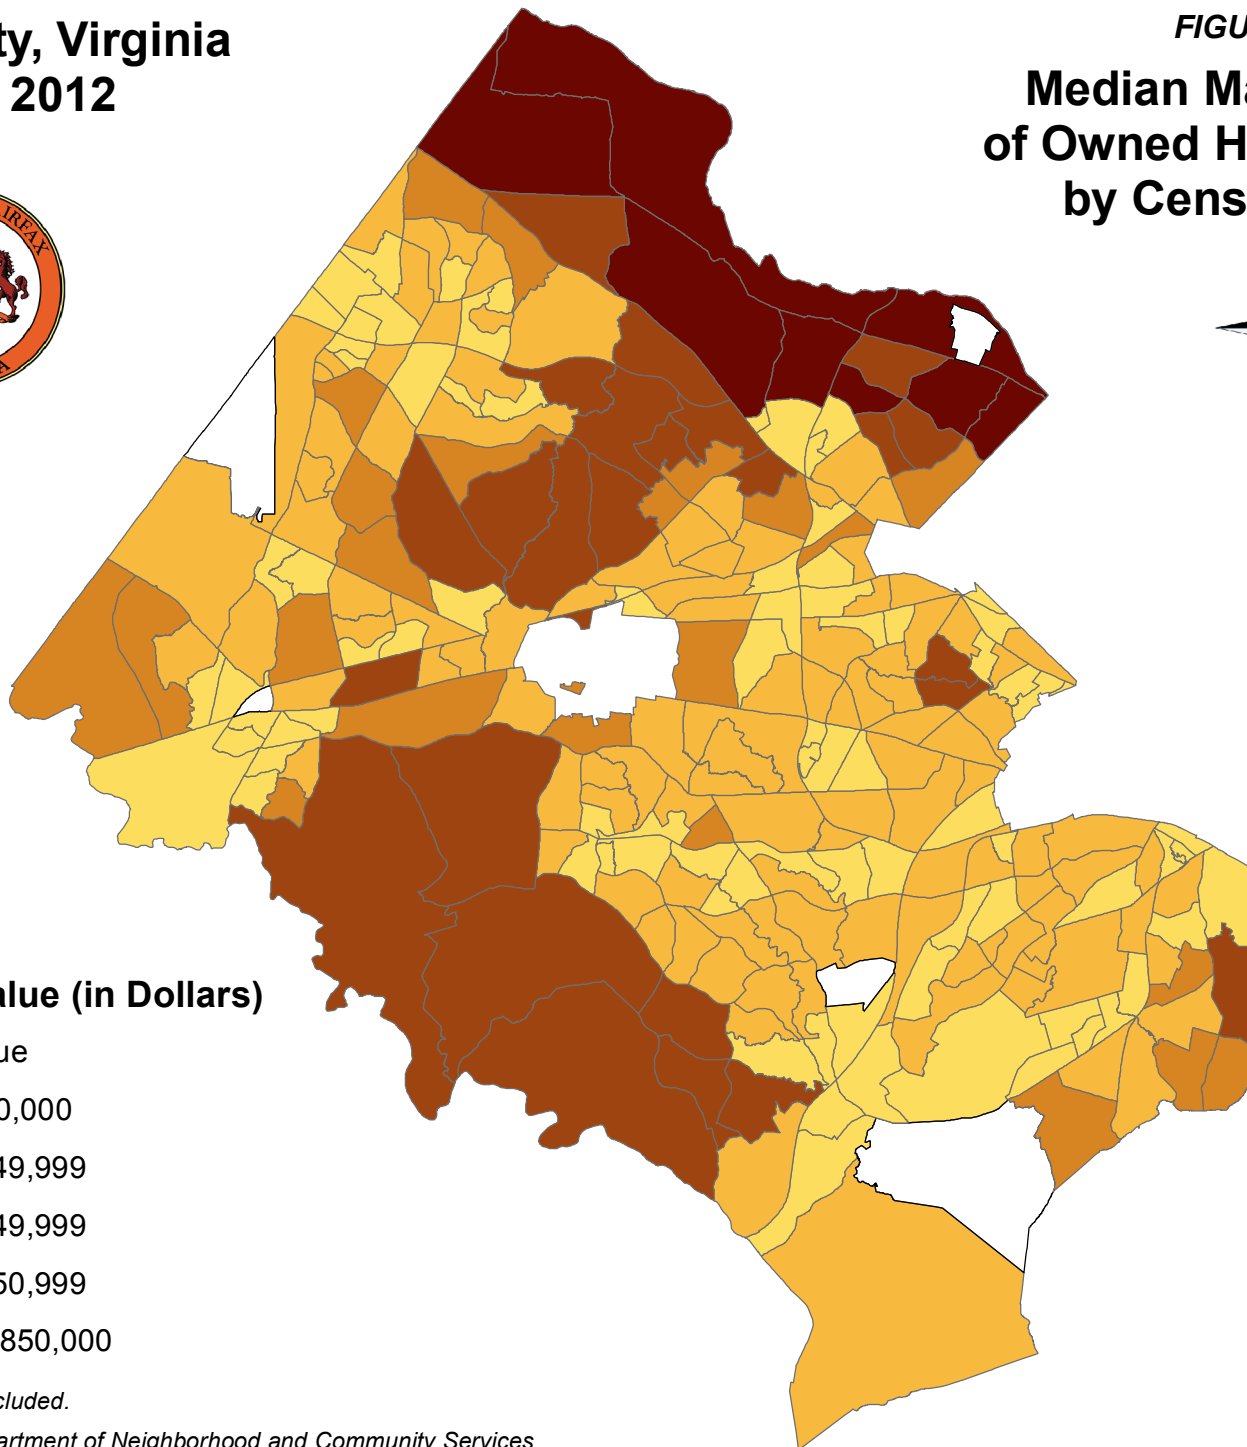 ty, Virginia
2012
FIGU
Median Ma
of Owned H
by Cens
IRFAX
A
alue (in Dollars)
ue
0,000
49,999
49,999
50,999
850,000
cluded.
artment of Neighborhood and Community Services